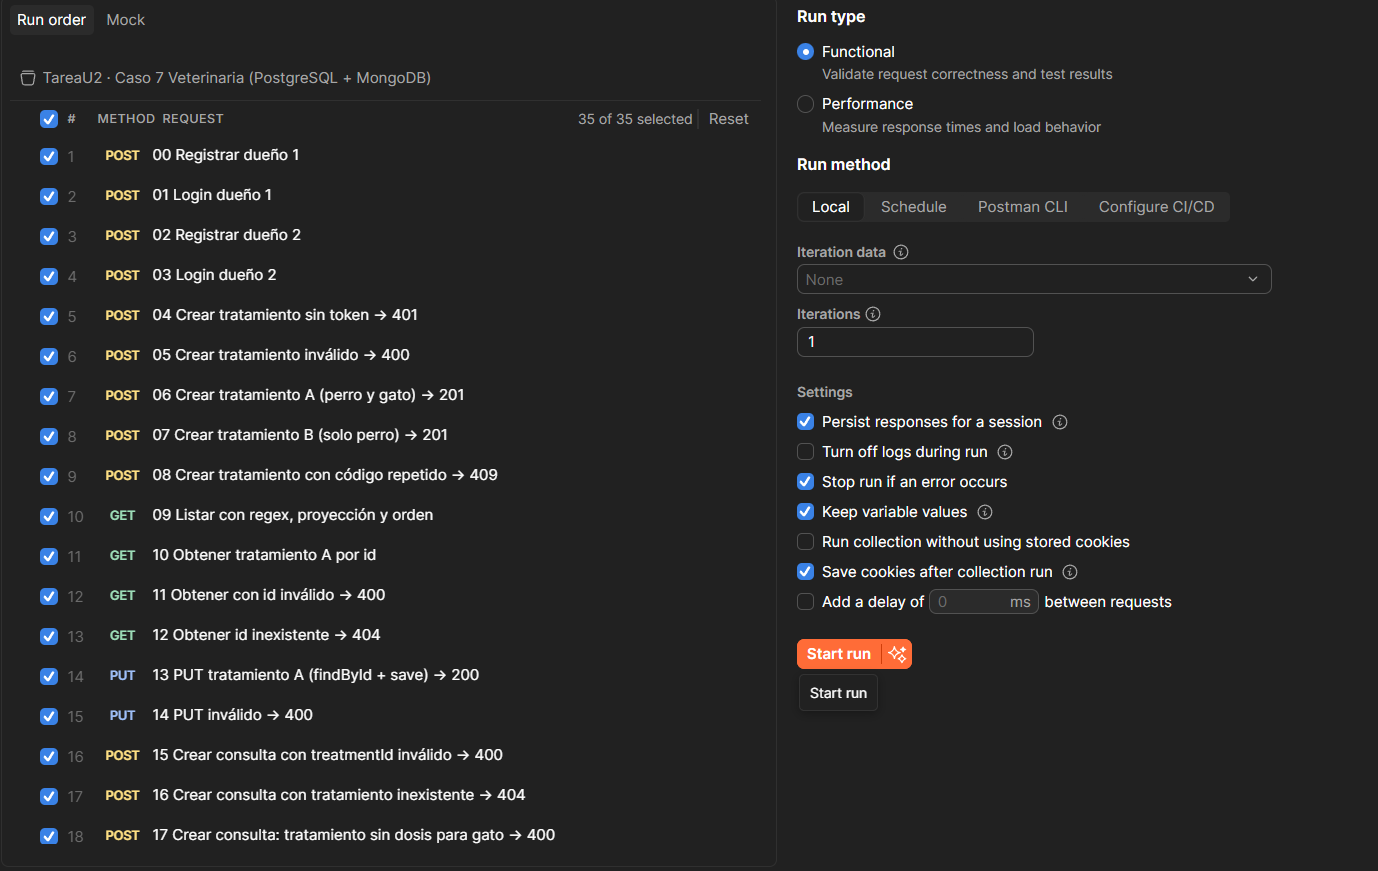 Run order Mock
TareaU2 · Caso 7 Veterinaria (PostgreSQL + MongoDB)
# METHOD REQUEST 35 of 35 selected Reset
1 POST 00 Registrar dueño 1
2 POST 01 Login dueño 1
3 POST 02 Registrar dueño 2
4 POST 03 Login dueño 2
5 POST 04 Crear tratamiento sin token → 401
6 POST 05 Crear tratamiento inválido → 400
7 POST 06 Crear tratamiento A (perro y gato) → 201
8 POST 07 Crear tratamiento B (solo perro) → 201
9 POST 08 Crear tratamiento con código repetido → 409
10 GET 09 Listar con regex, proyección y orden
11 GET 10 Obtener tratamiento A por id
12 GET 11 Obtener con id inválido → 400
13 GET 12 Obtener id inexistente → 404
14 PUT 13 PUT tratamiento A (findById + save) → 200
15 PUT 14 PUT inválido → 400
16 POST 15 Crear consulta con treatmentId inválido → 400
17 POST 16 Crear consulta con tratamiento inexistente → 404
18 POST 17 Crear consulta: tratamiento sin dosis para gato → 400
Run type
Functional
Validate request correctness and test results
Performance
Measure response times and load behavior
Run method
Local Schedule Postman CLI Configure CI/CD
Iteration data
None
Iterations
1
Settings
Persist responses for a session
Turn off logs during run
Stop run if an error occurs
Keep variable values
Run collection without using stored cookies
Save cookies after collection run
Add a delay of 0 ms between requests
Start run
Start run